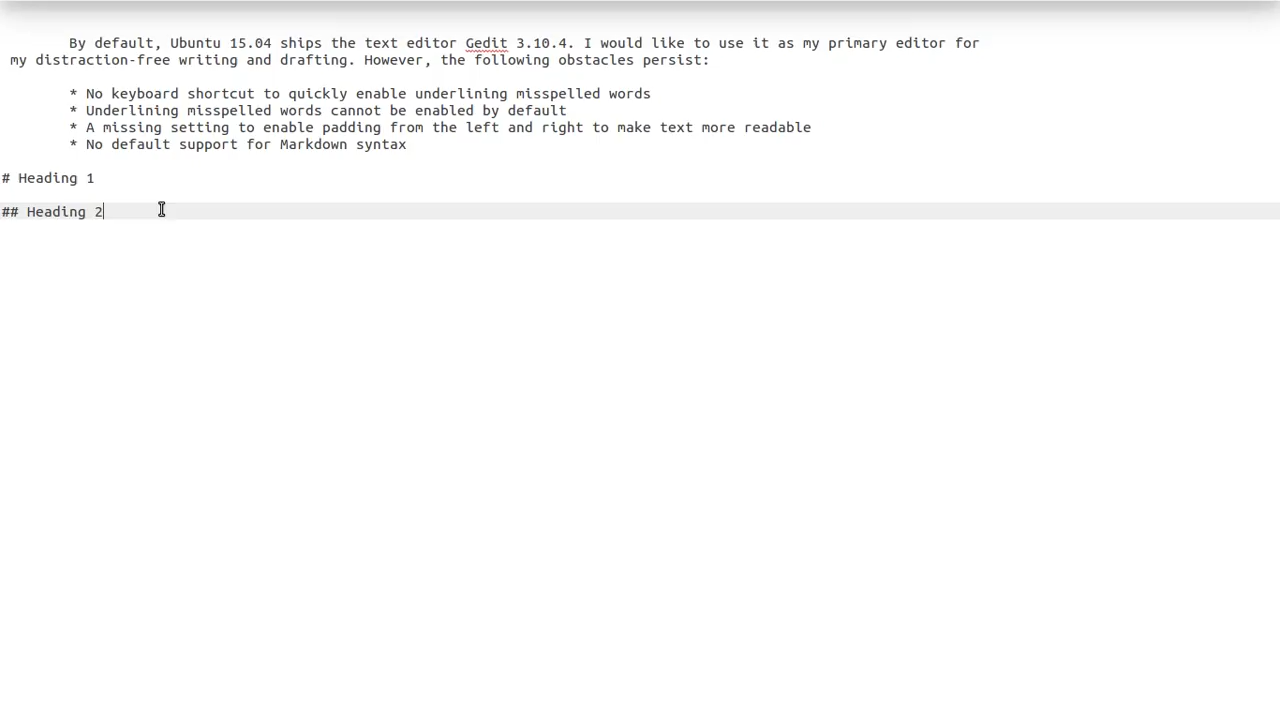 By default, Ubuntu 15.04 ships the text editor Gedit 3.10.4. I would like to use it as my primary editor for
my distraction-free writing and drafting. However, the following obstacles persist:
* No keyboard shortcut to quickly enable underlining misspelled words
* Underlining misspelled words cannot be enabled by default
* A missing setting to enable padding from the left and right to make text more readable
* No default support for Markdown syntax
# Heading 1
## Heading 2